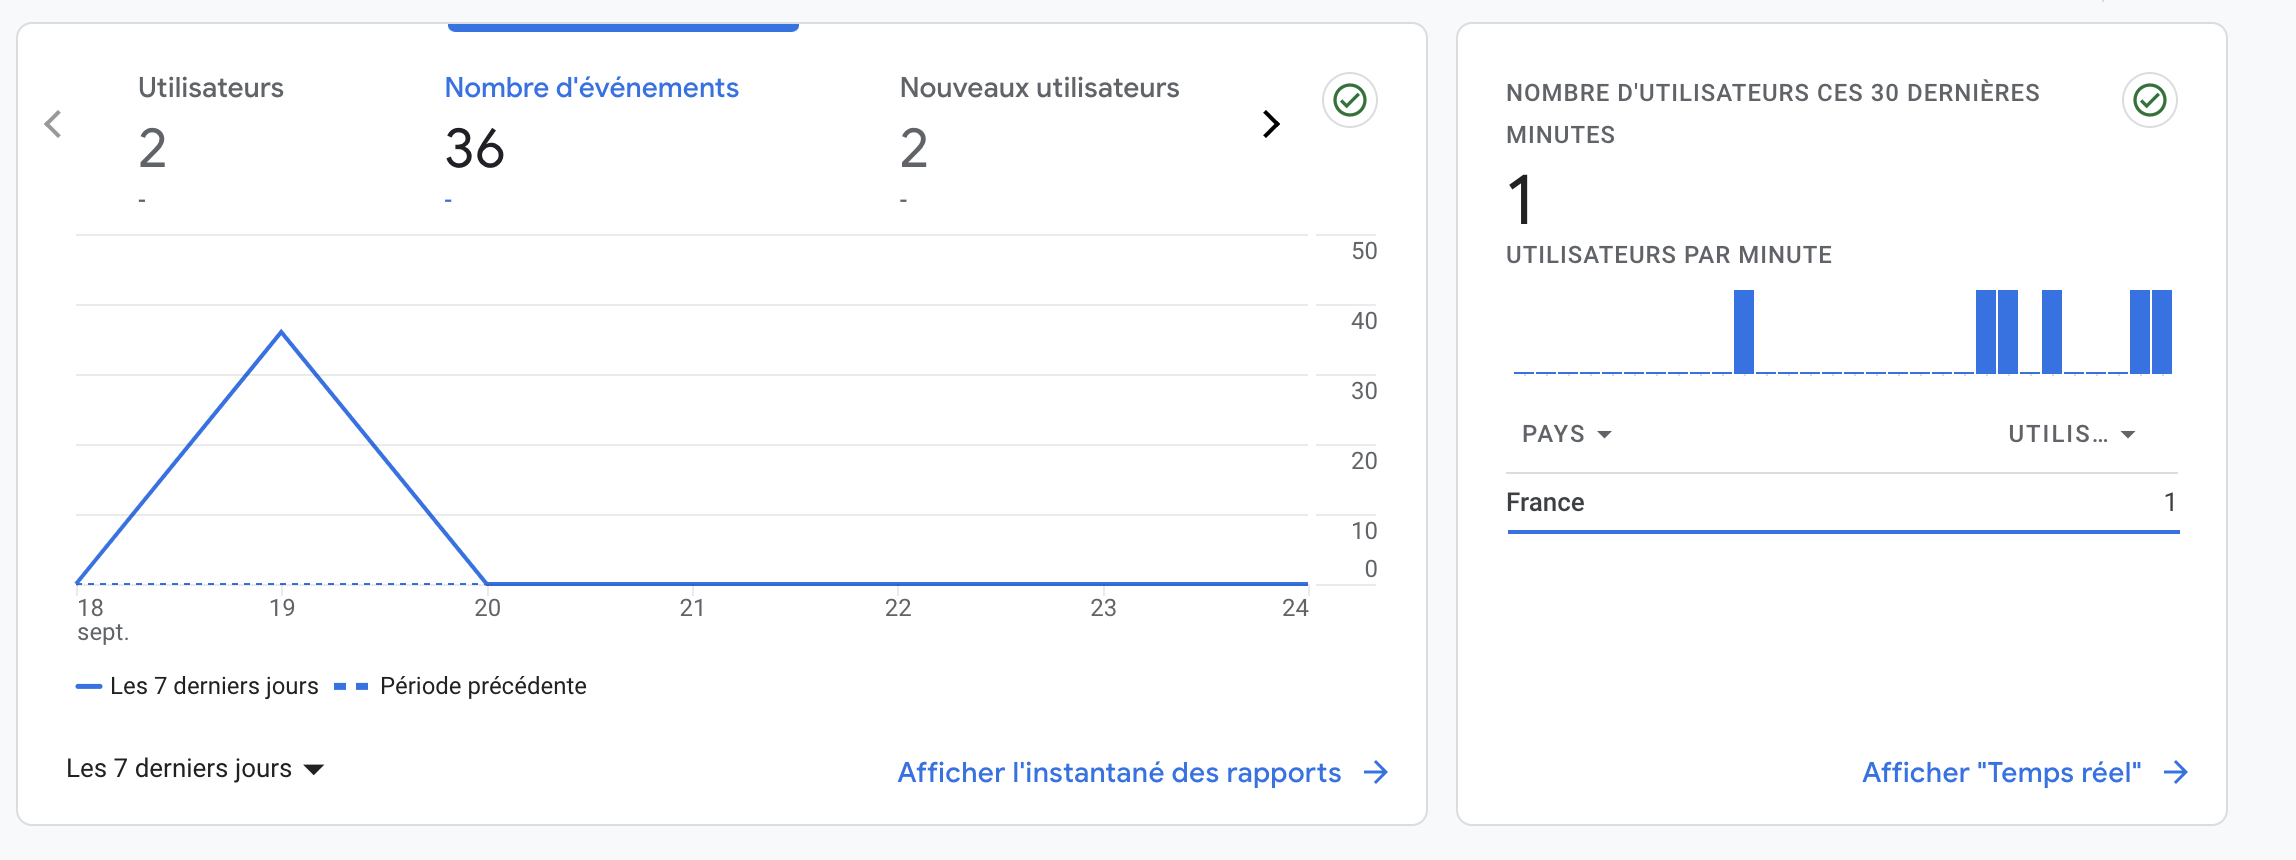 Utilisateurs
2
-
Nombre d'événements
36
-
Nouveaux utilisateurs
2
-
50
40
30
20
10
0
18
sept.
19
20
21
22
23
24
Les 7 derniers jours
Période précédente
Les 7 derniers jours
Afficher l'instantané des rapports
NOMBRE D'UTILISATEURS CES 30 DERNIÈRES
MINUTES
1
UTILISATEURS PAR MINUTE
PAYS
UTILIS...
France
1
Afficher "Temps réel"